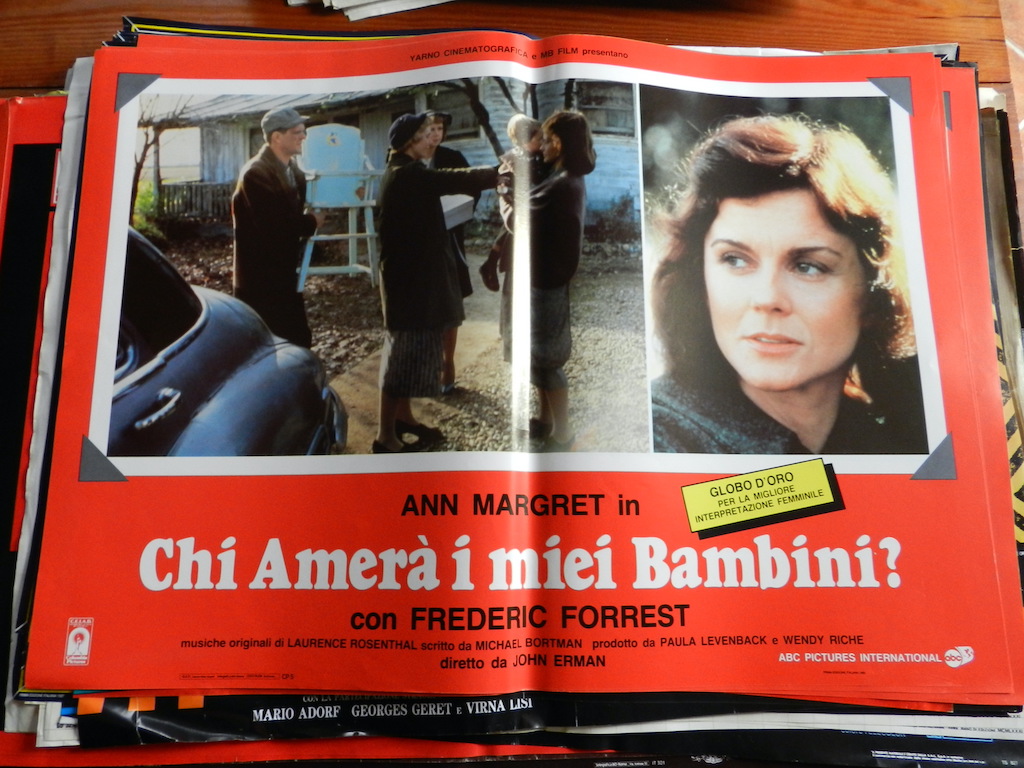 YARNO CINEMATOGRAFICA e MB FILM presentano
GLOBO D'ORO
PER LA MIGLIORE
INTERPRETAZIONE FEMMINILE
ANN MARGRET in
Chi Amerà i miei Bambini?
con FREDERIC FORREST
musiche originali di LAURENCE ROSENTHAL scritto da MICHAEL BORTMAN prodotto da PAULA LEVENBACK e WENDY RICHE
diretto da JOHN ERMAN
ABC PICTURES INTERNATIONAL abc
MARIO ADORF GEORGES GERET E VIRNA LISI